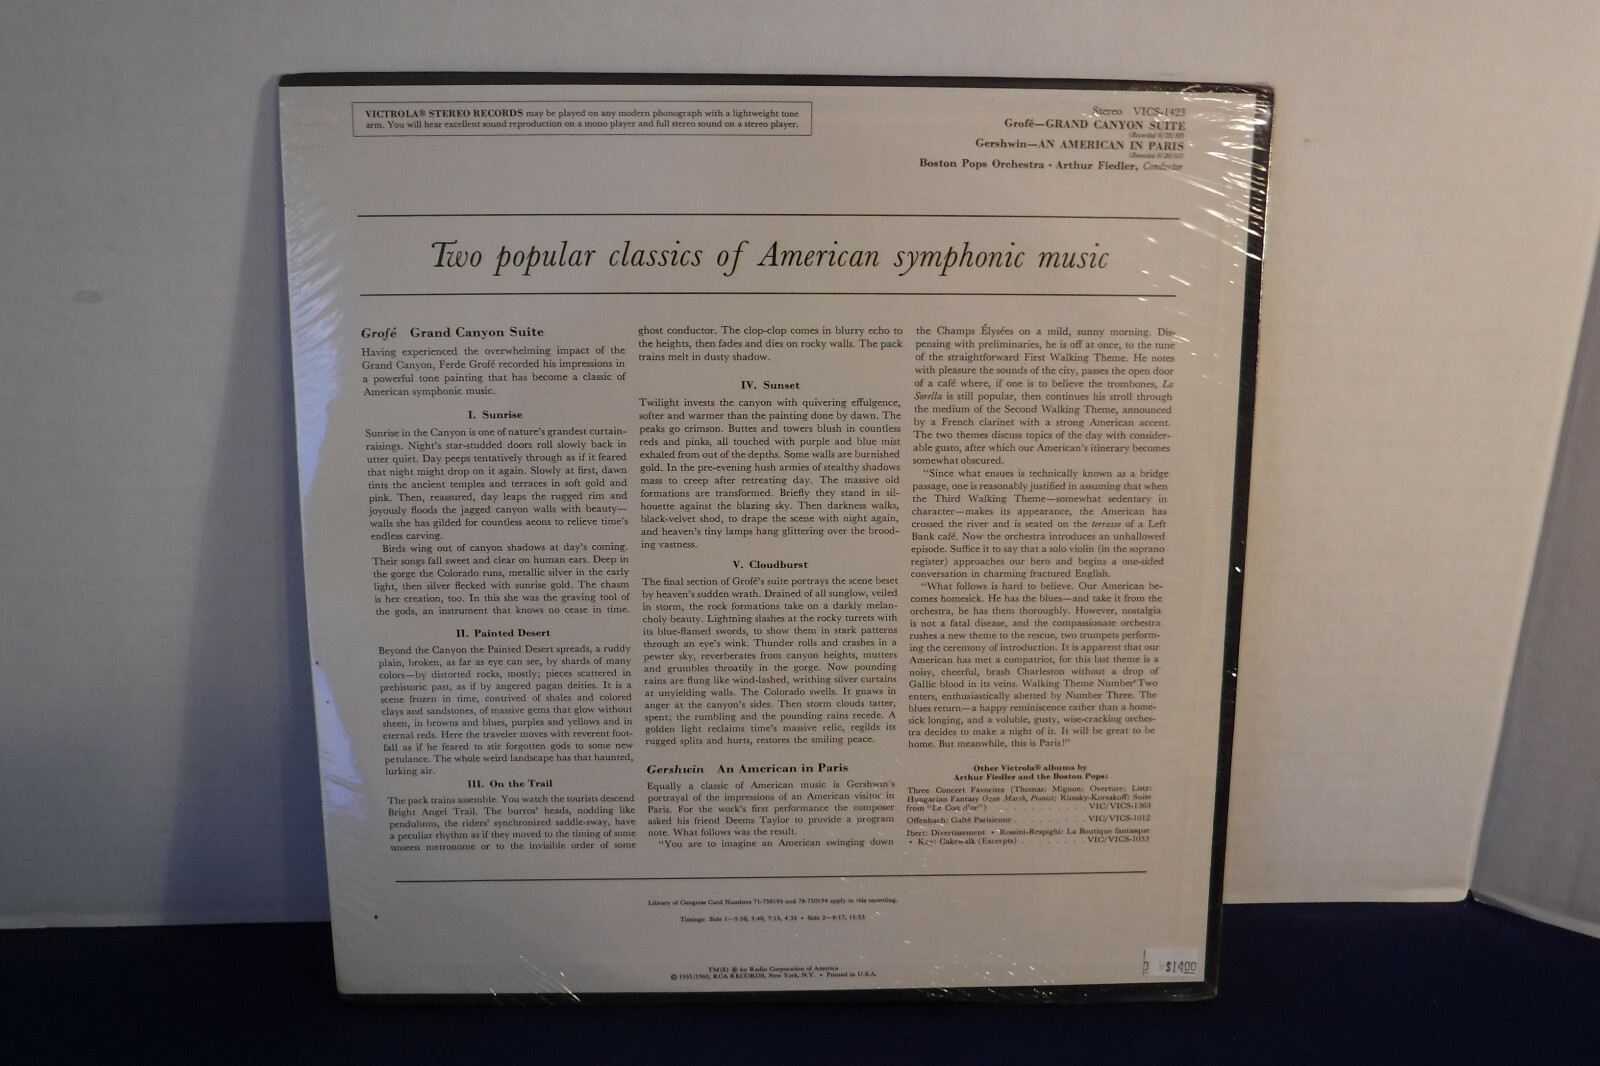 VICTROLA® STEREO RECORDS may be played on any modern phonograph with a lightweight tone
arm. You will hear excellent sound reproduction on a mono player and full stereo sound on a stereo player.
Stereo VICS-1423
Grofé—GRAND CANYON SUITE
Gershwin—AN AMERICAN IN PARIS
Boston Pops Orchestra • Arthur Fiedler, Conductor
Two popular classics of American symphonic music
Grofé Grand Canyon Suite
Having experienced the overwhelming impact of the
Grand Canyon, Ferde Grofé recorded his impressions in
a powerful tone painting that has become a classic of
American symphonic music.
I. Sunrise
Sunrise in the Canyon is one of nature's grandest curtain-
raisings. Night's star-studded doors roll slowly back in
utter quiet. Day peeps tentatively through as if it feared
that night might drop on it again. Slowly at first, dawn
tints the ancient temples and terraces in soft gold and
pink. Then, reassured, day leaps the rugged rim and
joyously floods the jagged canyon walls with beauty—
walls she has gilded for countless aeons to relieve time's
endless carving.
Birds wing out of canyon shadows at day's coming.
Their songs fall sweet and clear on human ears. Deep in
the gorge the Colorado runs, metallic silver in the early
light, then silver flecked with sunrise gold. The chasm
is her creation, too. In this she was the graving tool of
the gods, an instrument that knows no cease in time.
II. Painted Desert
Beyond the Canyon the Painted Desert spreads, a ruddy
plain, broken, as far as eye can see, by shards of many
colors—by distorted rocks, mostly; pieces scattered in
prehistoric past, as if by angered pagan deities. It is a
scene frozen in time, contrived of shales and colored
clays and sandstones, of massive gems that glow without
sheen, in browns and blues, purples and yellows and in
eternal reds. Here the traveler moves with reverent foot-
fall as if he feared to stir forgotten gods to some new
petulance. The whole weird landscape has that haunted,
lurking air.
III. On the Trail
The pack trains assemble. You watch the tourists descend
Bright Angel Trail. The burros' heads, nodding like
pendulums, the riders' synchronized saddle-sway, have
a peculiar rhythm as if they moved to the timing of some
unseen metronome or to the invisible order of some
ghost conductor. The clop-clop comes in blurry echo to
the heights, then fades and dies on rocky walls. The pack
trains melt in dusty shadow.
IV. Sunset
Twilight invests the canyon with quivering effulgence,
softer and warmer than the painting done by dawn. The
peaks go crimson. Buttes and towers blush in countless
reds and pinks, all touched with purple and blue mist
exhaled from out of the depths. Some walls are burnished
gold. In the pre-evening hush armies of stealthy shadows
mass to creep after retreating day. The massive old
formations are transformed. Briefly they stand in sil-
houette against the blazing sky. Then darkness walks,
black-velvet shod, to drape the scene with night again,
and heaven's tiny lamps hang glittering over the brood-
ing vastness.
V. Cloudburst
The final section of Grofé's suite portrays the scene beset
by heaven's sudden wrath. Drained of all sunglow, veiled
in storm, the rock formations take on a darkly melan-
choly beauty. Lightning slashes at the rocky turrets with
its blue-flamed swords, to show them in stark patterns
through an eye's wink. Thunder rolls and crashes in a
pewter sky, reverberates from canyon heights, mutters
and grumbles throatily in the gorge. Now pounding
rains are flung like wind-lashed, writhing silver curtains
at unyielding walls. The Colorado swells. It gnaws in
anger at the canyon's sides. Then storm clouds tatter,
spent; the rumbling and the pounding rains recede. A
golden light reclaims time's massive relic, regilds its
rugged splits and hurts, restores the smiling peace.
Gershwin An American in Paris
Equally a classic of American music is Gershwin's
portrayal of the impressions of an American visitor in
Paris. For the work's first performance the composer
asked his friend Deems Taylor to provide a program
note. What follows was the result.
"You are to imagine an American swinging down
the Champs Élysées on a mild, sunny morning. Dis-
pensing with preliminaries, he is off at once, to the tune
of the straightforward First Walking Theme. He notes
with pleasure the sounds of the city, passes the open door
of a café where, if one is to believe the trombones, La
Sorella is still popular, then continues his stroll through
the medium of the Second Walking Theme, announced
by a French clarinet with a strong American accent.
The two themes discuss topics of the day with consider-
able gusto, after which our American's itinerary becomes
somewhat obscured.
"Since what ensues is technically known as a bridge
passage, one is reasonably justified in assuming that when
the Third Walking Theme—somewhat sedentary in
character—makes its appearance, the American has
crossed the river and is seated on the terrasse of a Left
Bank café. Now the orchestra introduces an unhallowed
episode. Suffice it to say that a solo violin (in the soprano
register) approaches our hero and begins a one-sided
conversation in charming fractured English.
"What follows is hard to believe. Our American be-
comes homesick. He has the blues—and take it from the
orchestra, he has them thoroughly. However, nostalgia
is not a fatal disease, and the compassionate orchestra
rushes a new theme to the rescue, two trumpets perform-
ing the ceremony of introduction. It is apparent that our
American has met a compatriot, for this last theme is a
noisy, cheerful, brash Charleston without a drop of
Gallic blood in its veins. Walking Theme Number Two
enters, enthusiastically abetted by Number Three. The
blues return—a happy reminiscence rather than a home-
sick longing, and a voluble, gusty, wise-cracking orches-
tra decides to make a night of it. It will be great to be
home. But meanwhile, this is Paris!"
Other Victrola® albums by
Arthur Fiedler and the Boston Pops:
Three Concert Favorites (Thomas: Mignon: Overture; Liszt:
Hungarian Fantasy Ozan Marsh, Pianist; Rimsky-Korsakoff: Suite
from "Le Coq d'or") . . . . . . . . . . VIC/VICS-1363
Offenbach: Gaîté Parisienne . . . . . . . . . . VIC/VICS-1012
Ibert: Divertissement • Rossini-Respighi: La Boutique fantasque
• Kay: Cakewalk (Excerpts) . . . . . . . . VIC/VICS-1053
Library of Congress Card Numbers 71-750193 and 78-750194 apply to this recording.
Timings: Side 1—5:30, 5:40, 7:15, 4:35 • Side 2—8:17, 15:53
TM(S) ® by Radio Corporation of America
© 1955/1960, RCA RECORDS, New York, N.Y. • Printed in U.S.A.
$14.00